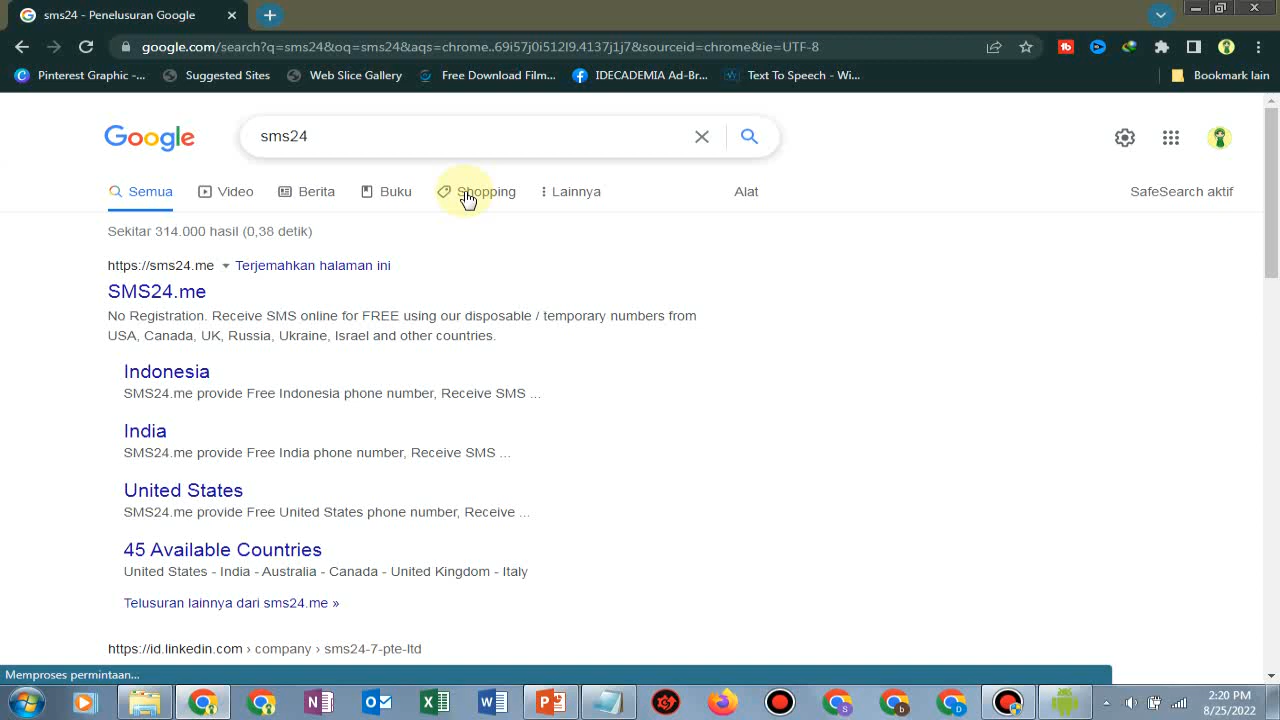 sms24 - Penelusuran Google
google.com/search?q=sms24&oq=sms24&aqs=chrome..69i57j0i512l9.4137j1j7&sourceid=chrome&ie=UTF-8
Pinterest Graphic -... Suggested Sites Web Slice Gallery Free Download Film... IDECADEMIA Ad-Br... Text To Speech - Wi... Bookmark lain
Google sms24
Semua Video Berita Buku Shopping Lainnya Alat SafeSearch aktif
Sekitar 314.000 hasil (0,38 detik)
https://sms24.me Terjemahkan halaman ini
SMS24.me
No Registration. Receive SMS online for FREE using our disposable / temporary numbers from
USA, Canada, UK, Russia, Ukraine, Israel and other countries.
Indonesia
SMS24.me provide Free Indonesia phone number, Receive SMS ...
India
SMS24.me provide Free India phone number, Receive SMS ...
United States
SMS24.me provide Free United States phone number, Receive ...
45 Available Countries
United States - India - Australia - Canada - United Kingdom - Italy
Telusuran lainnya dari sms24.me »
https://id.linkedin.com › company › sms24-7-pte-ltd
Memproses permintaan...
2:20 PM
8/25/2022